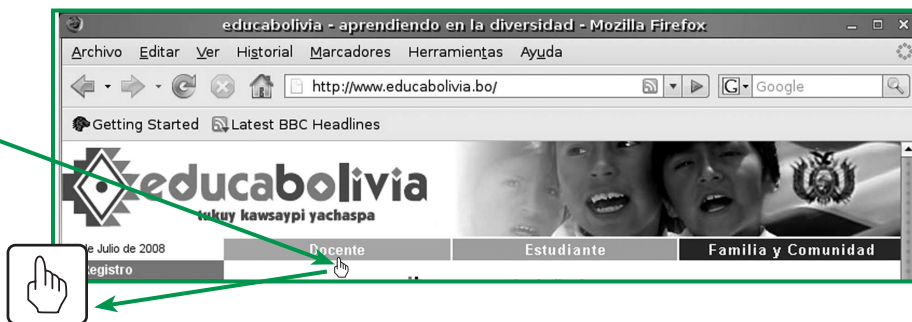 educabolivia - aprendiendo en la diversidad - Mozilla Firefox
Archivo Editar Ver Historial Marcadores Herramientas Ayuda
http://www.educabolivia.bo/ G Google
Getting Started Latest BBC Headlines
educabolivia
tukuy kawsaypi yachaspa
de Julio de 2008
Docente Estudiante Familia y Comunidad
Registro